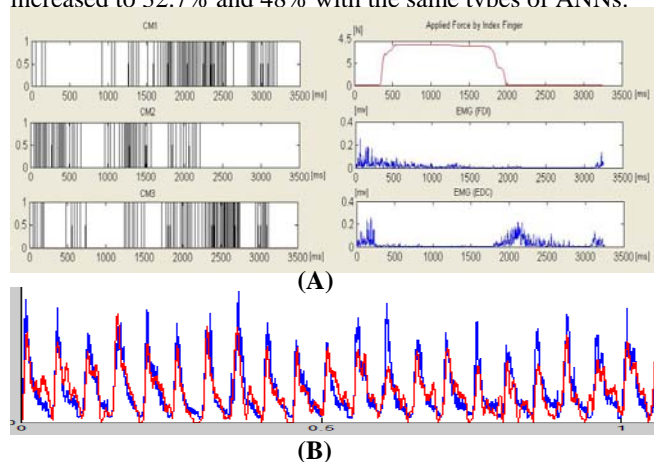 increased to 52.7% and 48% with the same types of ANNs.
CM1
1
0.5
0
0 500 1000 1500 2000 2500 3000 3500 [ms]
CM2
1
0.5
0
0 500 1000 1500 2000 2500 3000 3500 [ms]
CM3
1
0.5
0
0 500 1000 1500 2000 2500 3000 3500 [ms]
[N] Applied Force by Index Finger
4.5
5
0
0 500 1000 1500 2000 2500 3000 3500 [ms]
[mv] EMG (FDI)
0.4
0.2
0
0 500 1000 1500 2000 2500 3000 3500 [ms]
[mv] EMG (EDC)
0.4
0.2
0
0 500 1000 1500 2000 2500 3000 3500 [ms]
(A)
0 0.5 1
(B)